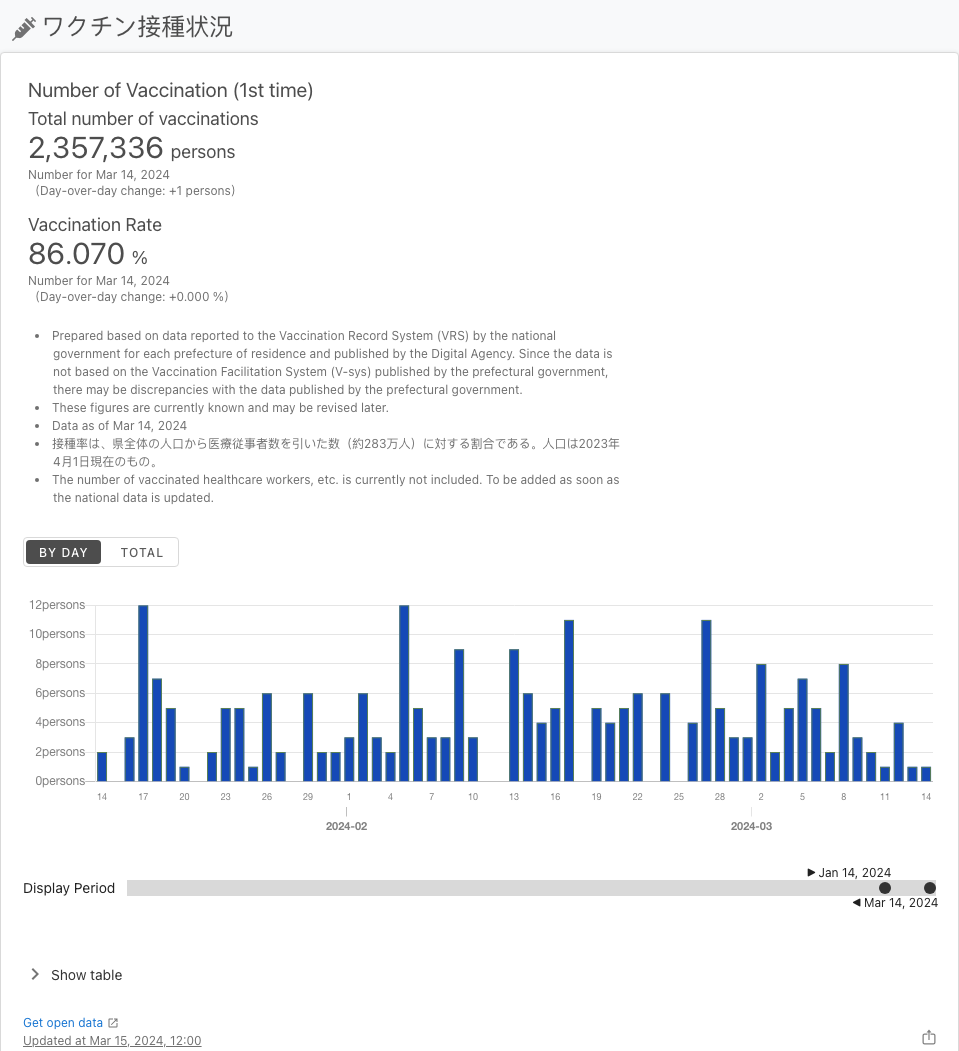 ワクチン接種状況
Number of Vaccination (1st time)
Total number of vaccinations
2,357,336 persons
Number for Mar 14, 2024
（Day-over-day change: +1 persons）
Vaccination Rate
86.070 %
Number for Mar 14, 2024
（Day-over-day change: +0.000 %）
• Prepared based on data reported to the Vaccination Record System (VRS) by the national
government for each prefecture of residence and published by the Digital Agency. Since the data is
not based on the Vaccination Facilitation System (V-sys) published by the prefectural government,
there may be discrepancies with the data published by the prefectural government.
• These figures are currently known and may be revised later.
• Data as of Mar 14, 2024
• 接種率は、県全体の人口から医療従事者数を引いた数（約283万人）に対する割合である。人口は2023年
4月1日現在のもの。
• The number of vaccinated healthcare workers, etc. is currently not included. To be added as soon as
the national data is updated.
BY DAY TOTAL
12persons
10persons
8persons
6persons
4persons
2persons
0persons
14 17 20 23 26 29 1 4 7 10 13 16 19 22 25 28 2 5 8 11 14
2024-02 2024-03
Jan 14, 2024
Display Period
Mar 14, 2024
Show table
Get open data
Updated at Mar 15, 2024, 12:00